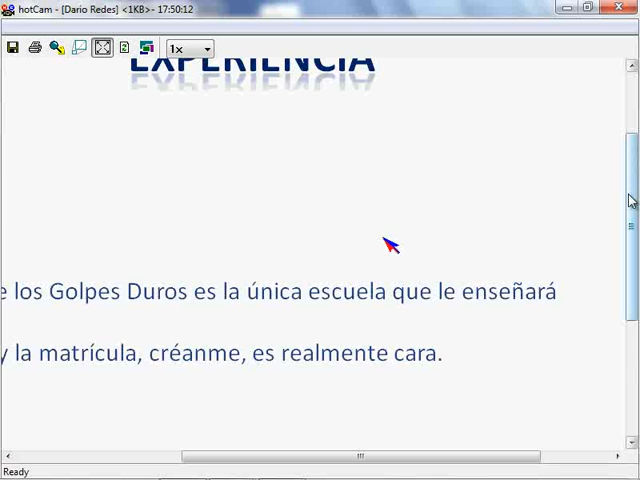 hotCam - [Dario Redes] <1KB> - 17:50:12
2
1x
EXPERIENCIA
e los Golpes Duros es la única escuela que le enseñará
y la matrícula, créanme, es realmente cara.
Ready